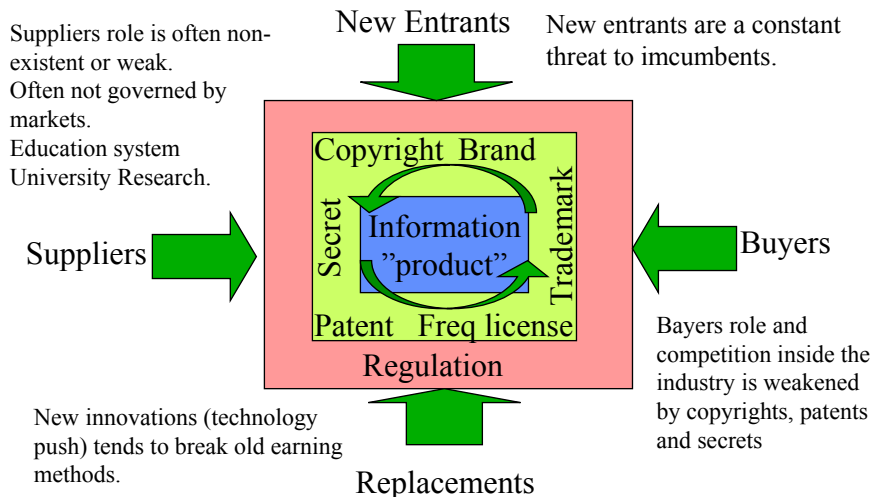 New Entrants
Suppliers role is often non-
existent or weak.
Often not governed by
markets.
Education system
University Research.
New entrants are a constant
threat to imcumbents.
Copyright Brand
Secret
Information
”product”
Trademark
Patent Freq license
Regulation
Suppliers
Buyers
Bayers role and
competition inside the
industry is weakened
by copyrights, patents
and secrets
New innovations (technology
push) tends to break old earning
methods.
Replacements